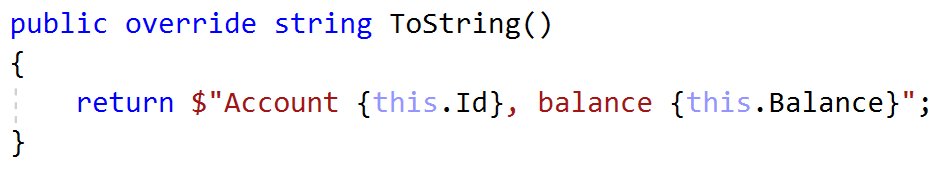 public override string ToString()
{
    return $"Account {this.Id}, balance {this.Balance}";
}